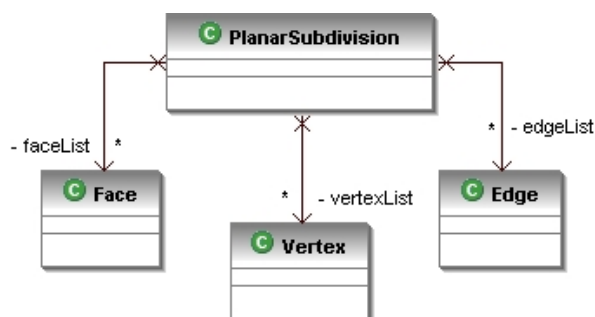 C PlanarSubdivision
- faceList *
* - edgeList
C Face
* - vertexList
C Edge
C Vertex